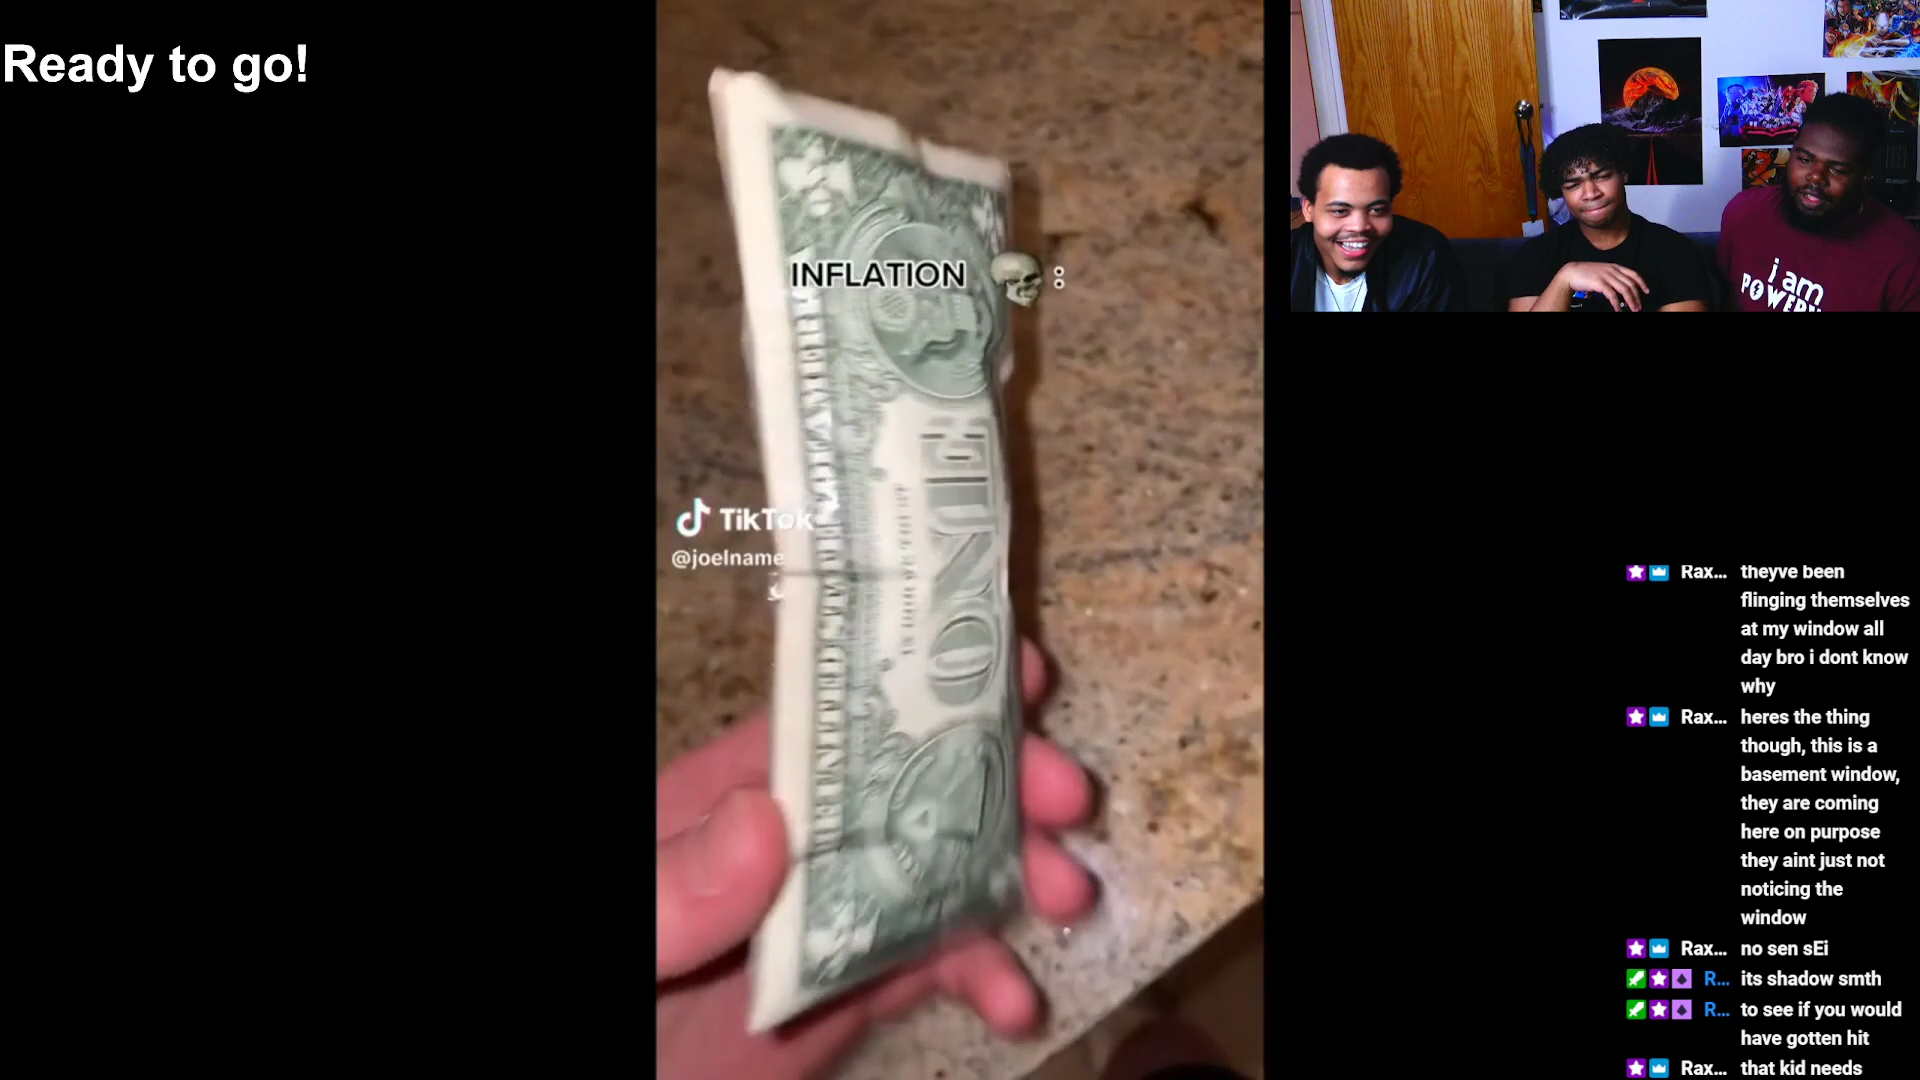 Ready to go!
INFLATION 💀 :
TikTok
@joelname
i am
Rax... theyve been
flinging themselves
at my window all
day bro i dont know
why
Rax... heres the thing
though, this is a
basement window,
they are coming
here on purpose
they aint just not
noticing the
window
Rax... no sen sEi
R... its shadow smth
R... to see if you would
have gotten hit
Rax... that kid needs